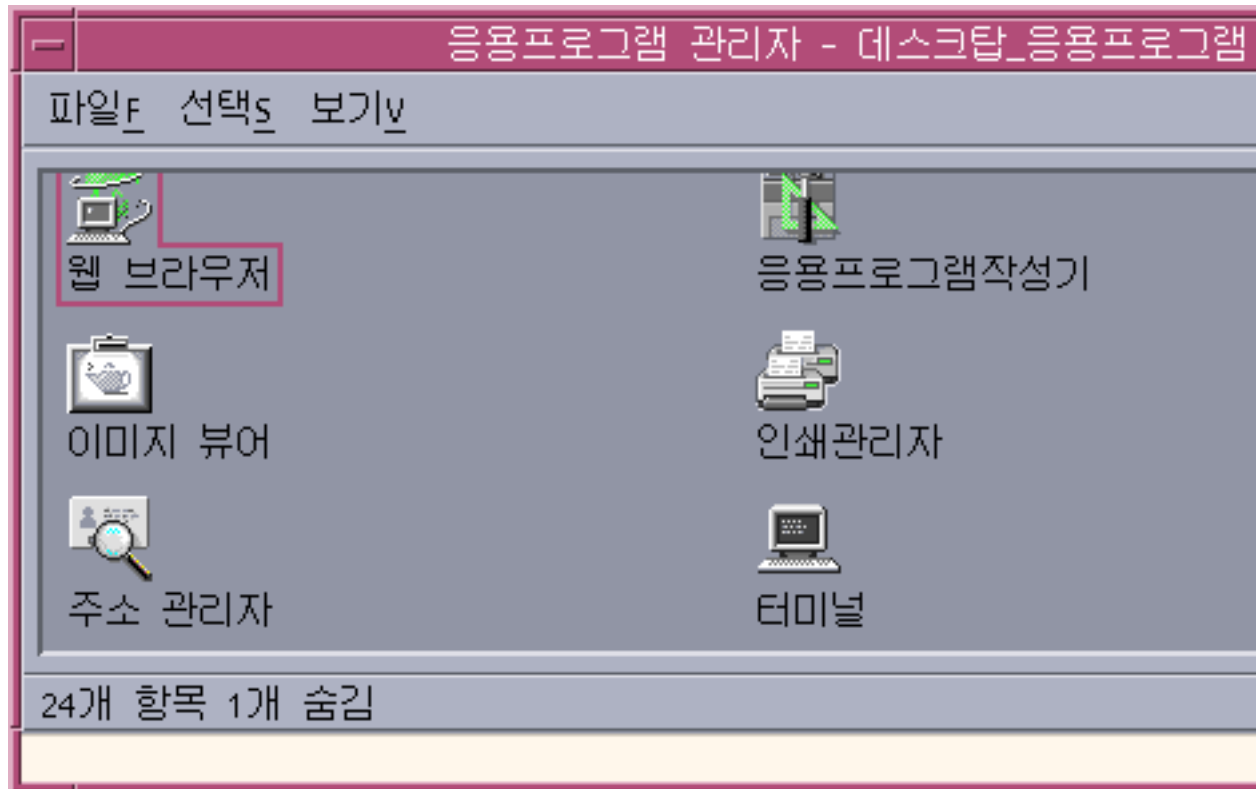 응용프로그램 관리자 - 데스크탑_응용프로그램
파일F 선택S 보기V
웹 브라우저 응용프로그램작성기
이미지 뷰어 인쇄관리자
주소 관리자 터미널
24개 항목 1개 숨김